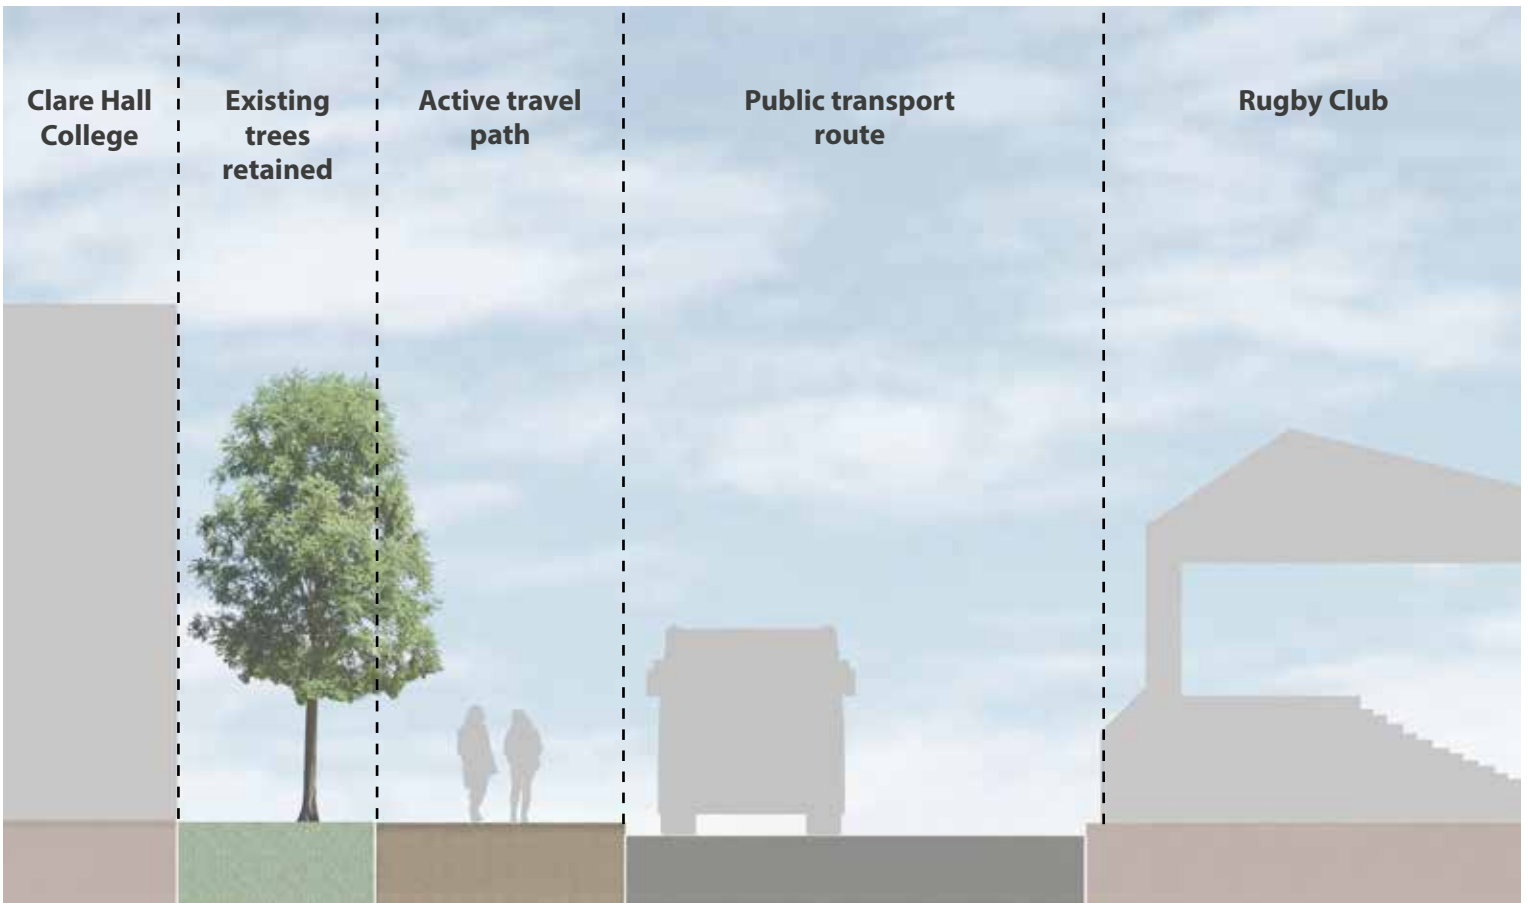 Clare Hall
College
Existing
trees
retained
Active travel
path
Public transport
route
Rugby Club